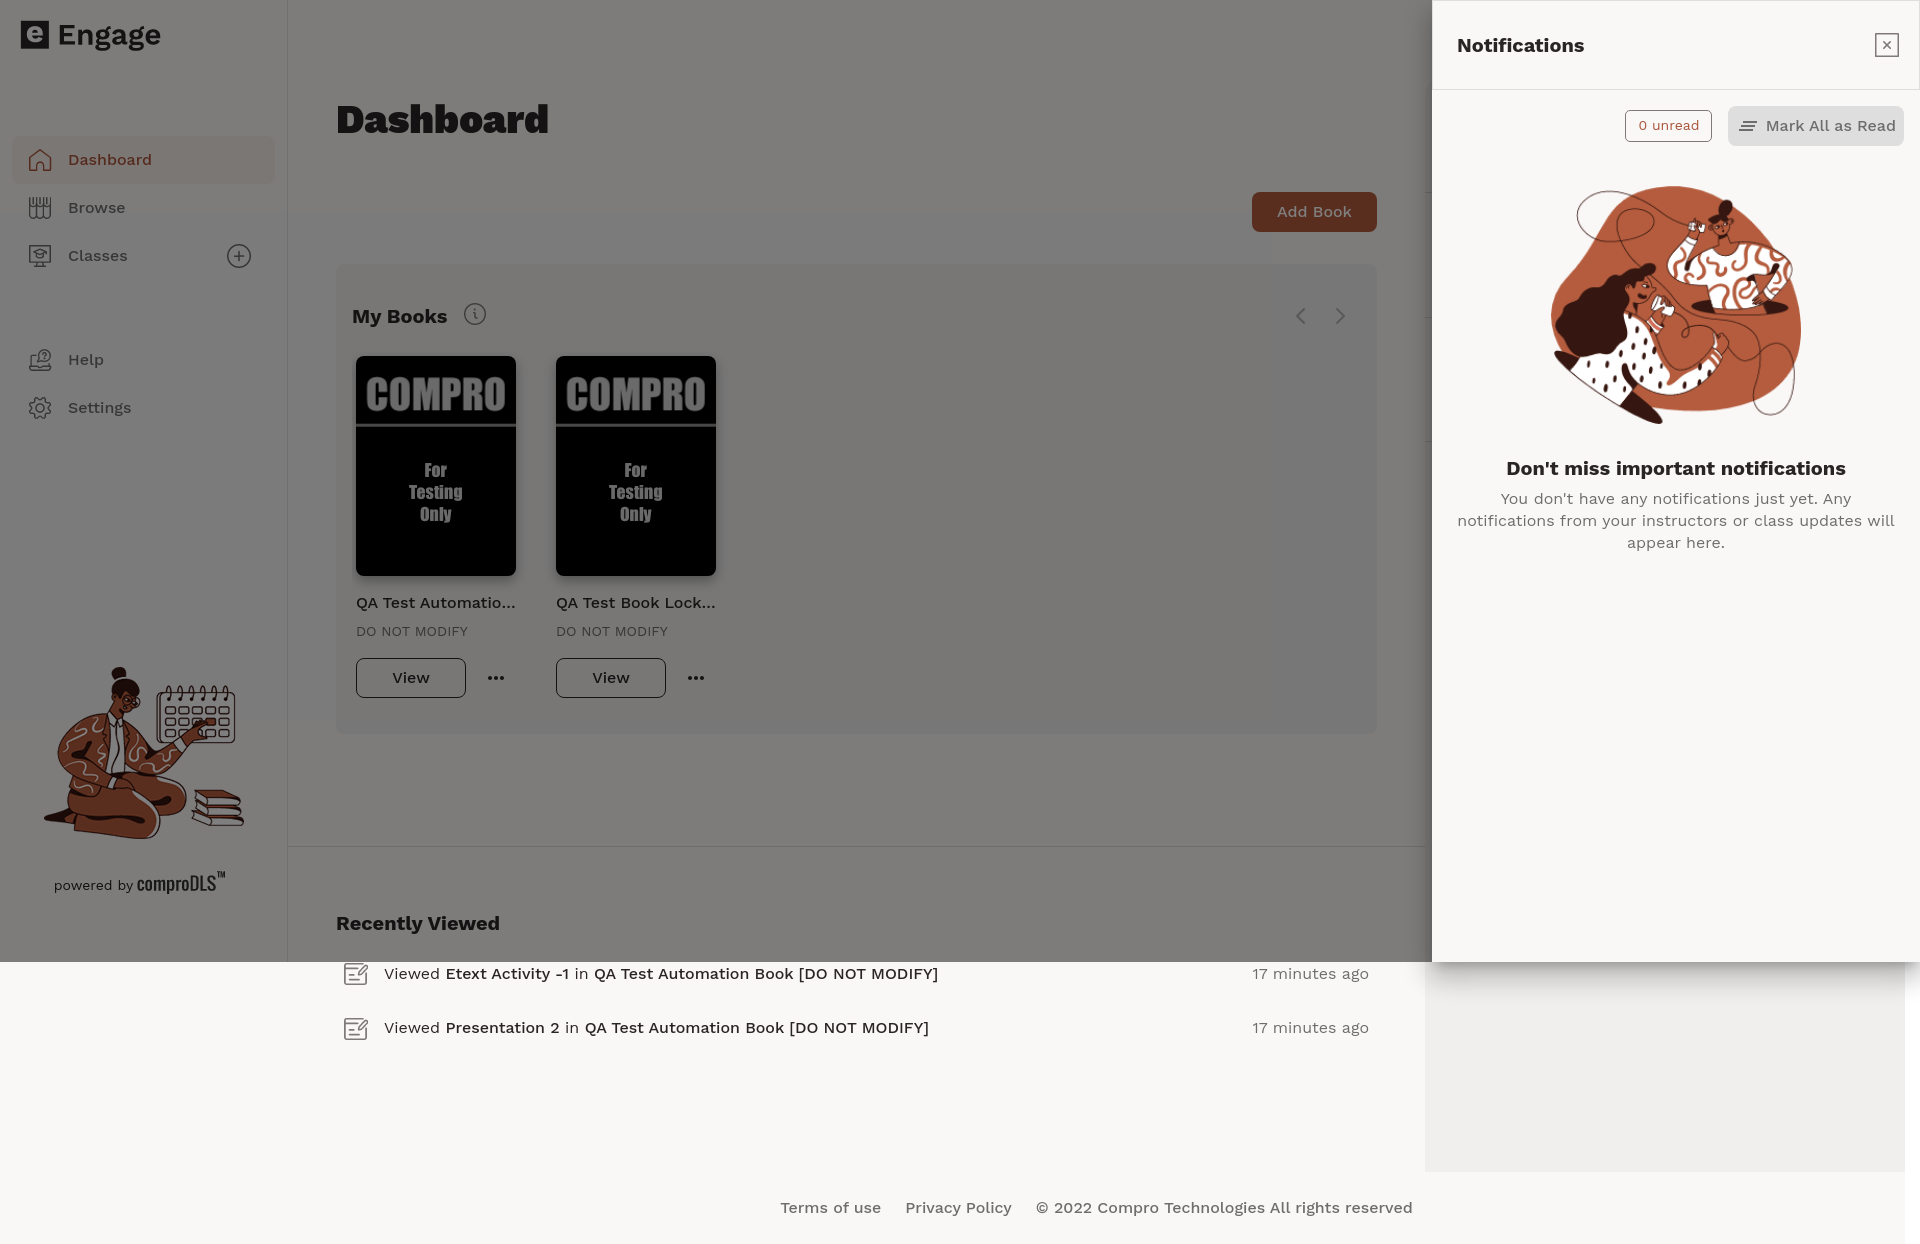 e Engage
Dashboard
Browse
Classes
Help
Settings
powered by comproDLS™
Dashboard
Add Book
My Books
COMPRO
For
Testing
Only
QA Test Automatio...
DO NOT MODIFY
View
COMPRO
For
Testing
Only
QA Test Book Lock...
DO NOT MODIFY
View
Recently Viewed
Viewed Etext Activity -1 in QA Test Automation Book [DO NOT MODIFY] 17 minutes ago
Viewed Presentation 2 in QA Test Automation Book [DO NOT MODIFY] 17 minutes ago
Notifications
0 unread
Mark All as Read
Don't miss important notifications
You don't have any notifications just yet. Any
notifications from your instructors or class updates will
appear here.
Terms of use Privacy Policy © 2022 Compro Technologies All rights reserved